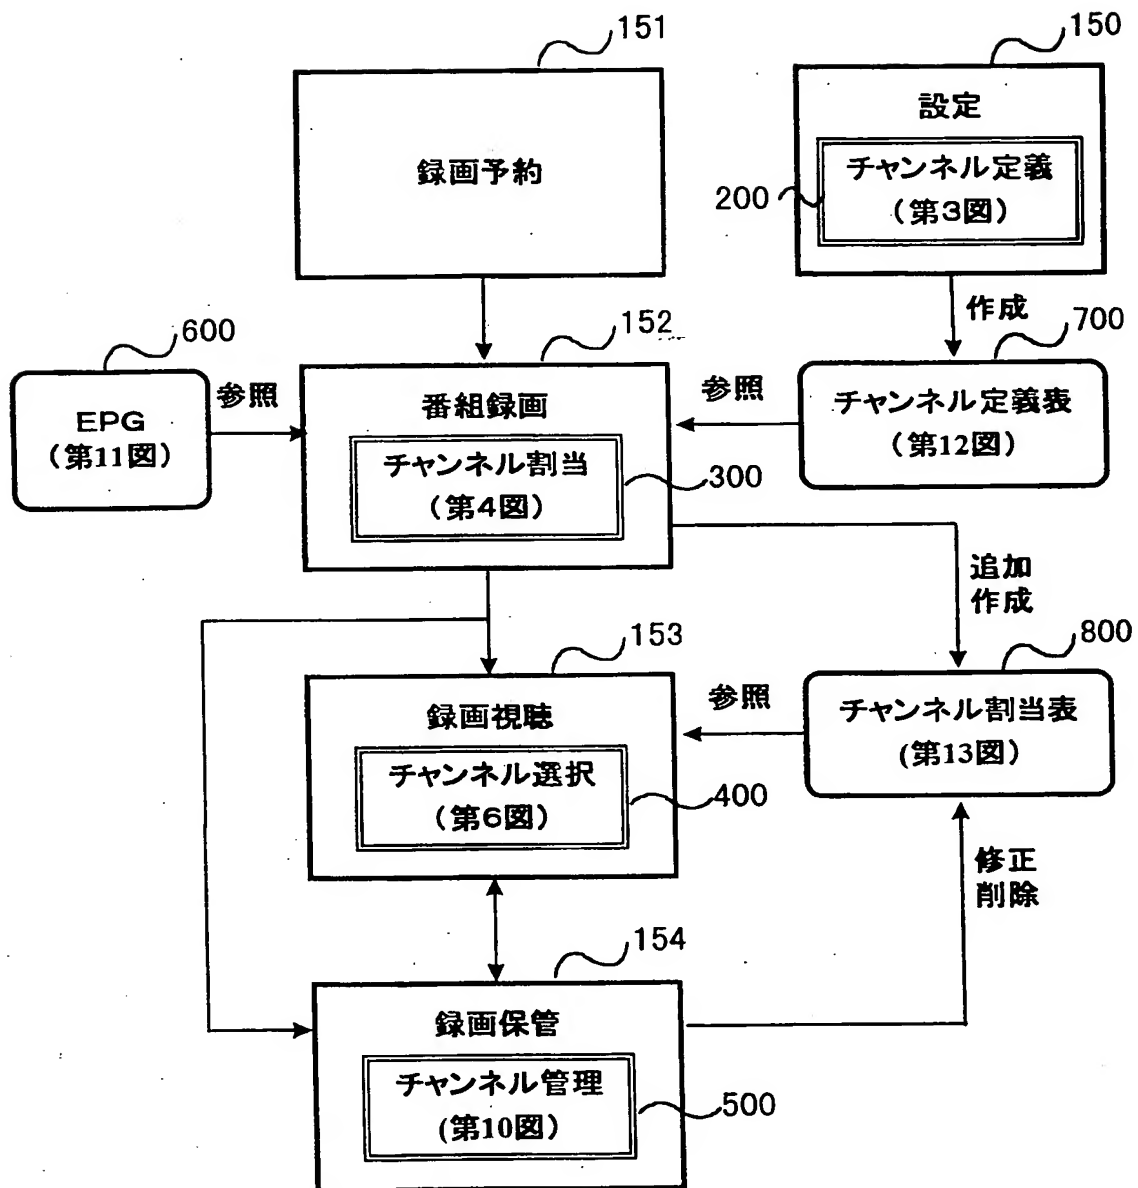 151
150
録画予約
設定
チャンネル定義
(第3図)
200
作成
600
152
700
EPG
(第11図)
参照
番組録画
チャンネル割当
(第4図)
300
参照
チャンネル定義表
(第12図)
追加
作成
153
800
録画視聴
チャンネル選択
(第6図)
400
参照
チャンネル割当表
(第13図)
修正
削除
154
録画保管
チャンネル管理
(第10図)
500